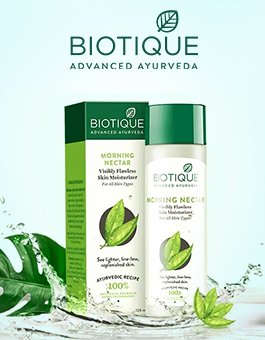 BIOTIQUE
ADVANCED AYURVEDA
BIOTIQUE
ADVANCED AYURVEDA
MORNING
NECTAR
Visibly Flawless
Skin Moisturizer
For All Skin Types
See lighter, line-less,
replenished skin.
AYURVEDIC RECIPE
100%
BIOTIQUE
ADVANCED AYURVEDA
MORNING NECTAR
Visibly Flawless
Skin Moisturizer
For All Skin Types
See lighter, line-less,
replenished skin.
AYURVEDIC RECIPE
100%